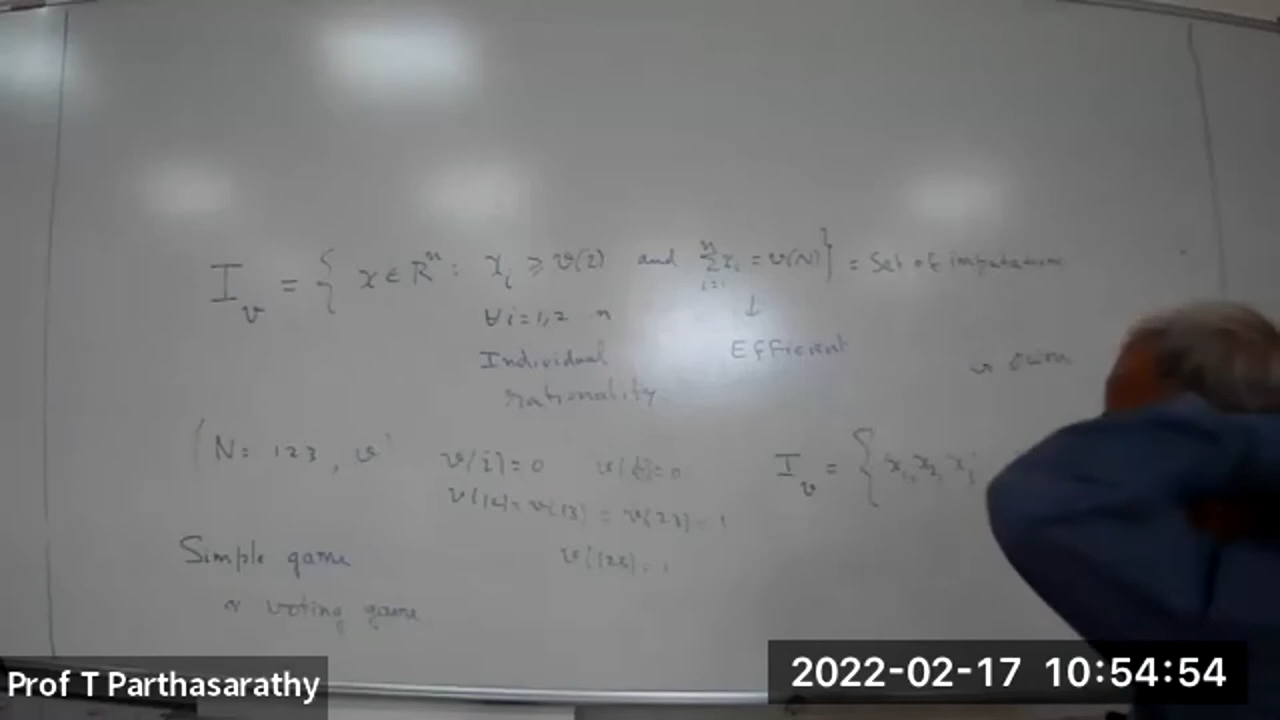 I_v = { x ∈ R^n : x_i ≥ v(i) and Σ_{i=1}^n x_i = v(N) } = Set of imputations
∀ i = 1, 2 n ↓
Individual Efficient
rationality
(N = 123, v) v(i) = 0 v(φ) = 0 I_v = { x_1, x_2, x_3
v(12) = v(13) = v(23) = 1
Simple game v(123) = 1
or voting game
Prof T Parthasarathy
2022-02-17 10:54:54